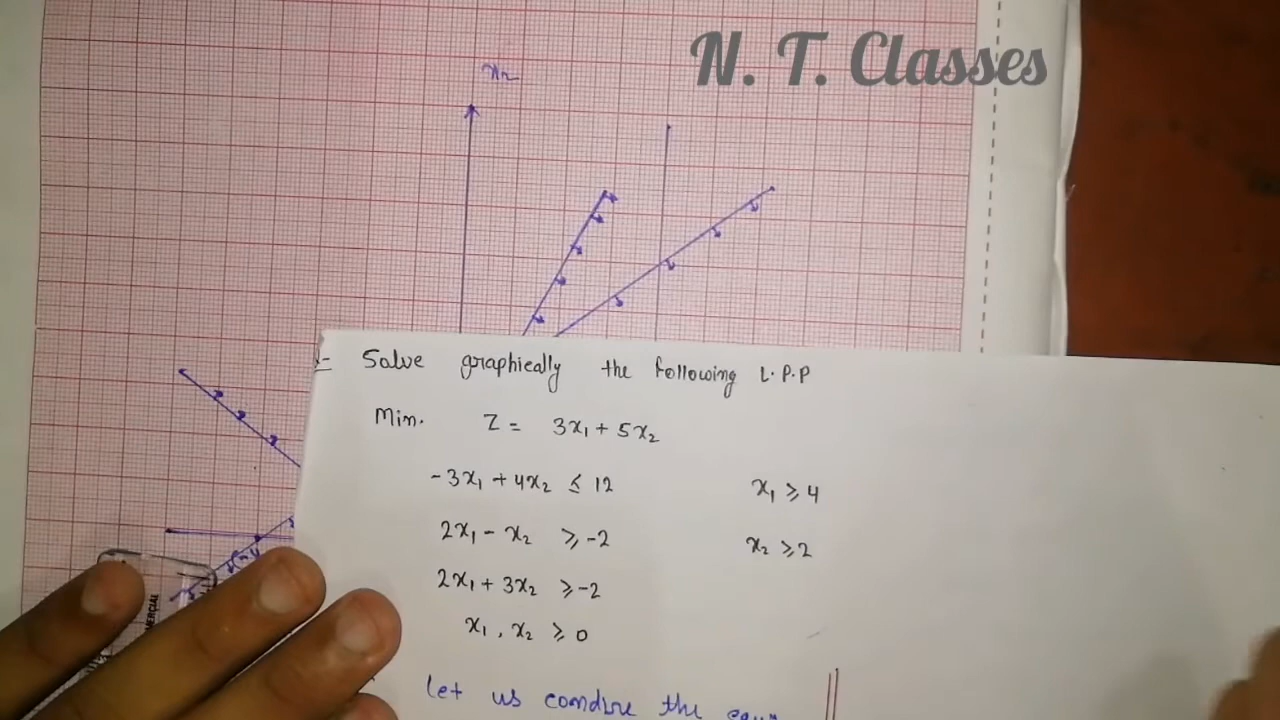 N. T. Classes
x₂
Solve graphically the following L.P.P
Min. Z = 3x₁ + 5x₂
-3x₁ + 4x₂ ≤ 12 x₁ ≥ 4
2x₁ - x₂ ≥ -2 x₂ ≥ 2
2x₁ + 3x₂ ≥ -2
x₁, x₂ ≥ 0
Let us the